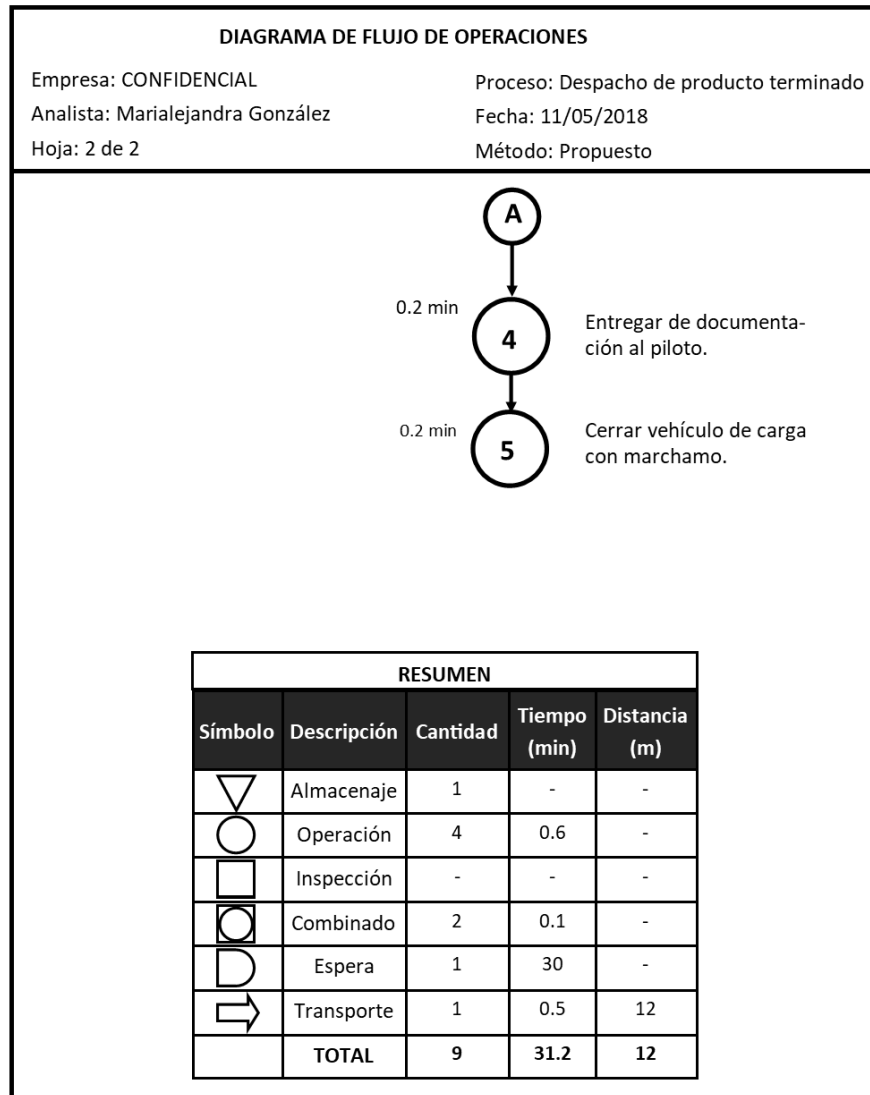 DIAGRAMA DE FLUJO DE OPERACIONES
Empresa: CONFIDENCIAL
Proceso: Despacho de producto terminado
Analista: Marialejandra González
Fecha: 11/05/2018
Hoja: 2 de 2
Método: Propuesto
A
0.2 min
4
Entregar de documenta-
ción al piloto.
0.2 min
5
Cerrar vehículo de carga
con marchamo.
RESUMEN
Símbolo Descripción Cantidad Tiempo (min) Distancia (m)
Almacenaje 1 - -
Operación 4 0.6 -
Inspección - - -
Combinado 2 0.1 -
Espera 1 30 -
Transporte 1 0.5 12
TOTAL 9 31.2 12